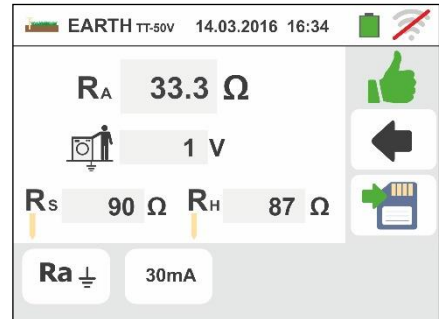 EARTH TT-50V 14.03.2016 16:34
RA 33.3 Ω
1 V
RS 90 Ω RH 87 Ω
Ra 30mA